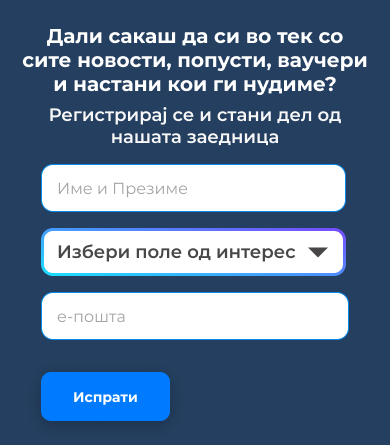 Дали сакаш да си во тек со
сите новости, попусти, ваучери
и настани кои ги нудиме?
Регистрирај се и стани дел од
нашата заедница
Име и Презиме
Избери поле од интерес
е-пошта
Испрати